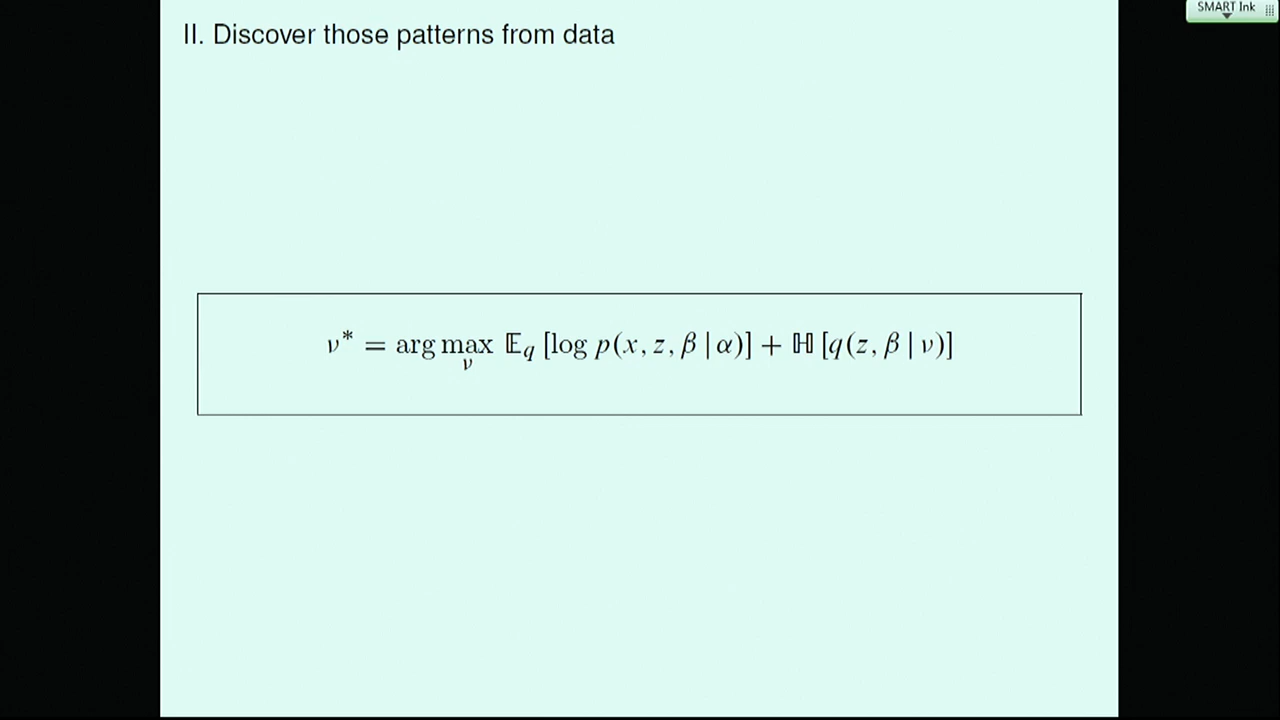 II. Discover those patterns from data
SMART Ink
ν* = arg max_ν 𝔼_q [log p(x, z, β | α)] + ℍ [q(z, β | ν)]